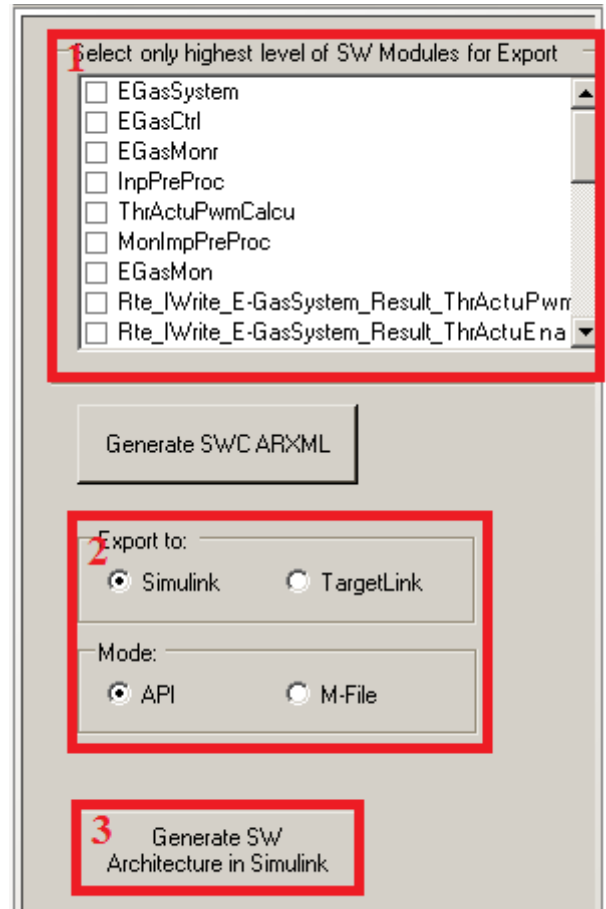 1
Select only highest level of SW Modules for Export
EGasSystem
EGasCtrl
EGasMonr
InpPreProc
ThrActuPwmCalcu
MonImpPreProc
EGasMon
Rte_IWrite_E-GasSystem_Result_ThrActuPwm
Rte_IWrite_E-GasSystem_Result_ThrActuEna
Generate SWC ARXML
2
Export to:
Simulink TargetLink
Mode:
API M-File
3
Generate SW
Architecture in Simulink